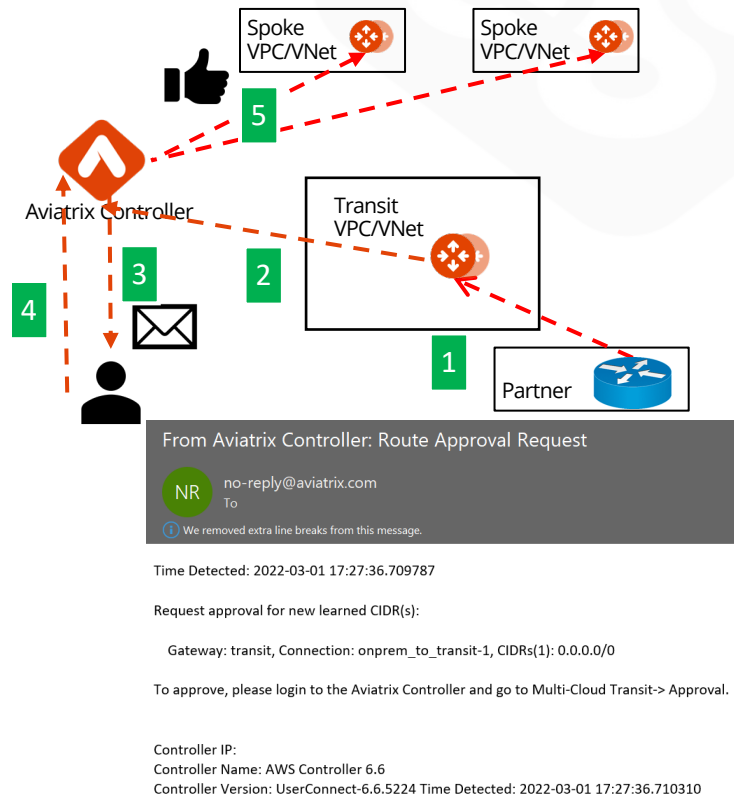 Spoke
VPC/VNet
Spoke
VPC/VNet
5
Aviatrix Controller
Transit
VPC/VNet
3
2
4
1
Partner
From Aviatrix Controller: Route Approval Request
NR
no-reply@aviatrix.com
To
We removed extra line breaks from this message.
Time Detected: 2022-03-01 17:27:36.709787
Request approval for new learned CIDR(s):
Gateway: transit, Connection: onprem_to_transit-1, CIDRs(1): 0.0.0.0/0
To approve, please login to the Aviatrix Controller and go to Multi-Cloud Transit-> Approval.
Controller IP:
Controller Name: AWS Controller 6.6
Controller Version: UserConnect-6.6.5224 Time Detected: 2022-03-01 17:27:36.710310